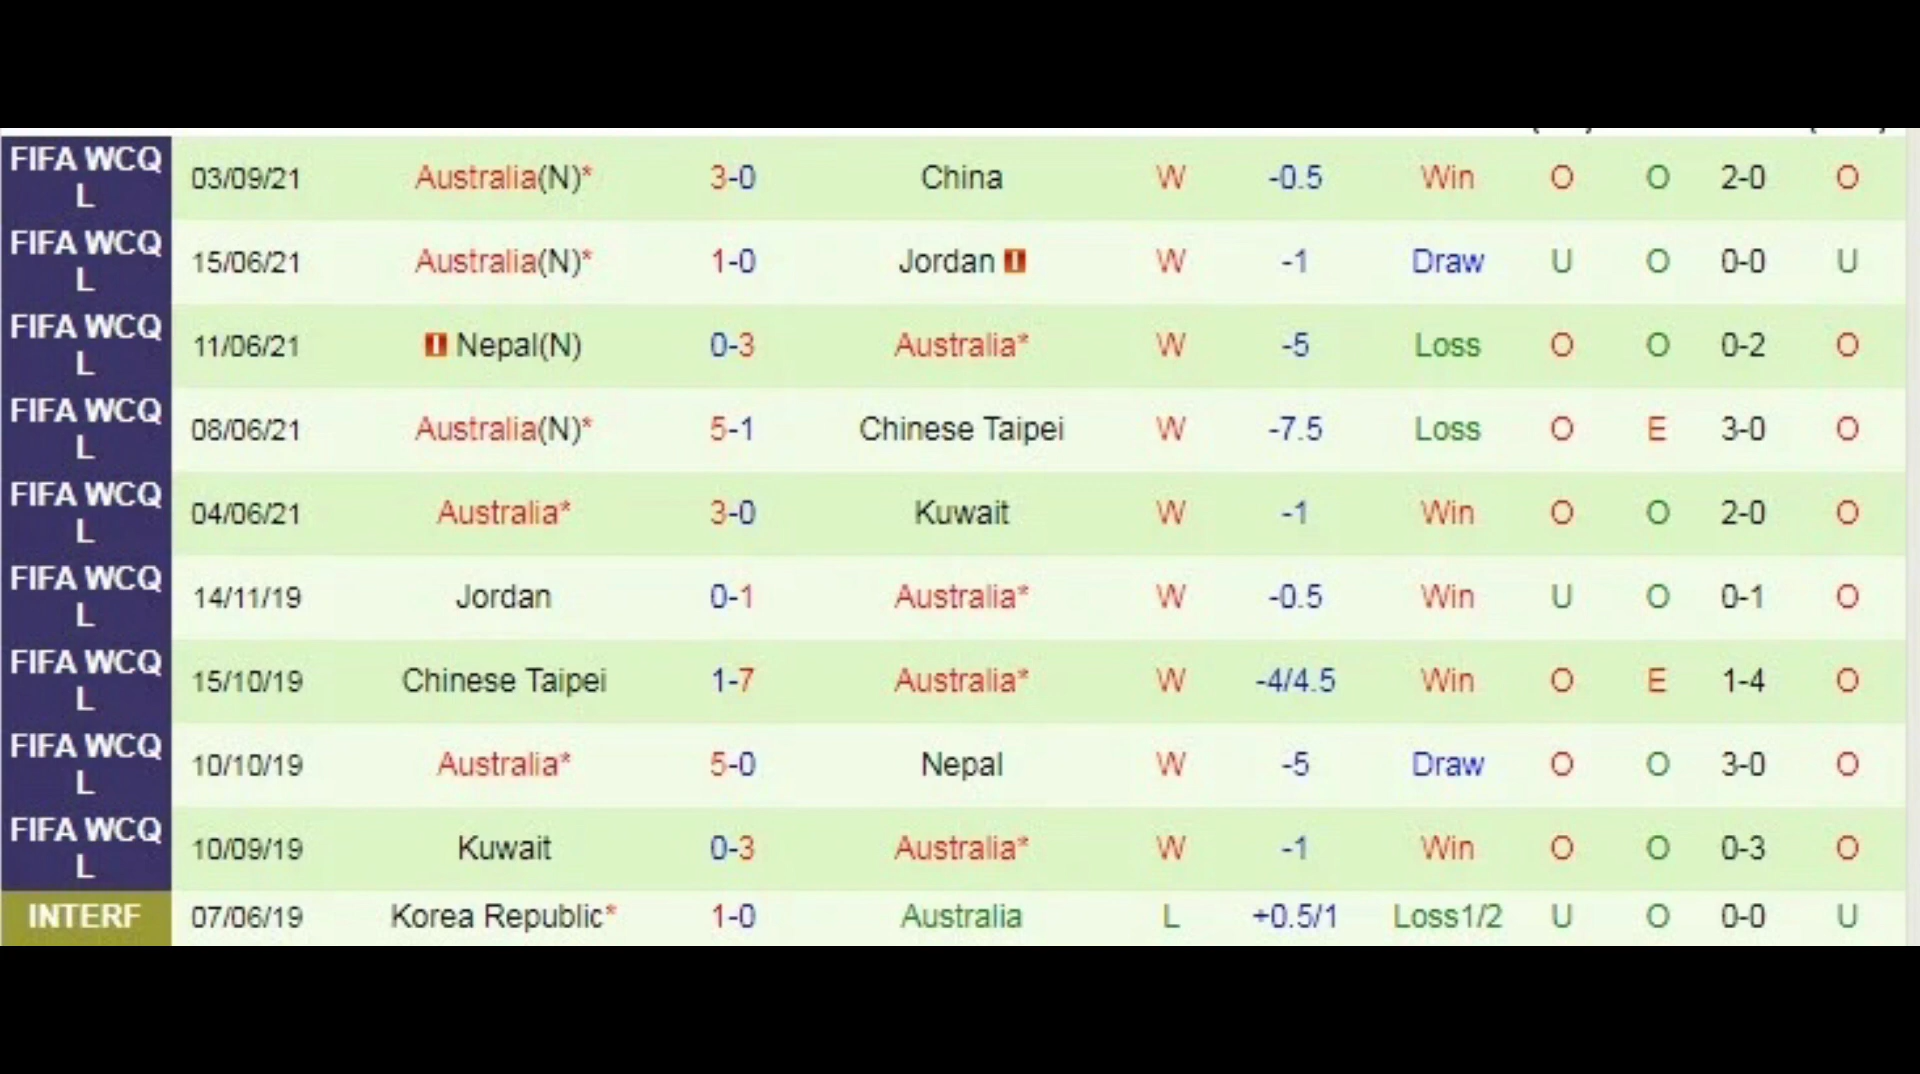 FIFA WCQ L 03/09/21 Australia(N)* 3-0 China W -0.5 Win O O 2-0 O
FIFA WCQ L 15/06/21 Australia(N)* 1-0 Jordan W -1 Draw U O 0-0 U
FIFA WCQ L 11/06/21 Nepal(N) 0-3 Australia* W -5 Loss O O 0-2 O
FIFA WCQ L 08/06/21 Australia(N)* 5-1 Chinese Taipei W -7.5 Loss O E 3-0 O
FIFA WCQ L 04/06/21 Australia* 3-0 Kuwait W -1 Win O O 2-0 O
FIFA WCQ L 14/11/19 Jordan 0-1 Australia* W -0.5 Win U O 0-1 O
FIFA WCQ L 15/10/19 Chinese Taipei 1-7 Australia* W -4/4.5 Win O E 1-4 O
FIFA WCQ L 10/10/19 Australia* 5-0 Nepal W -5 Draw O O 3-0 O
FIFA WCQ L 10/09/19 Kuwait 0-3 Australia* W -1 Win O O 0-3 O
INTERF 07/06/19 Korea Republic* 1-0 Australia L +0.5/1 Loss1/2 U O 0-0 U